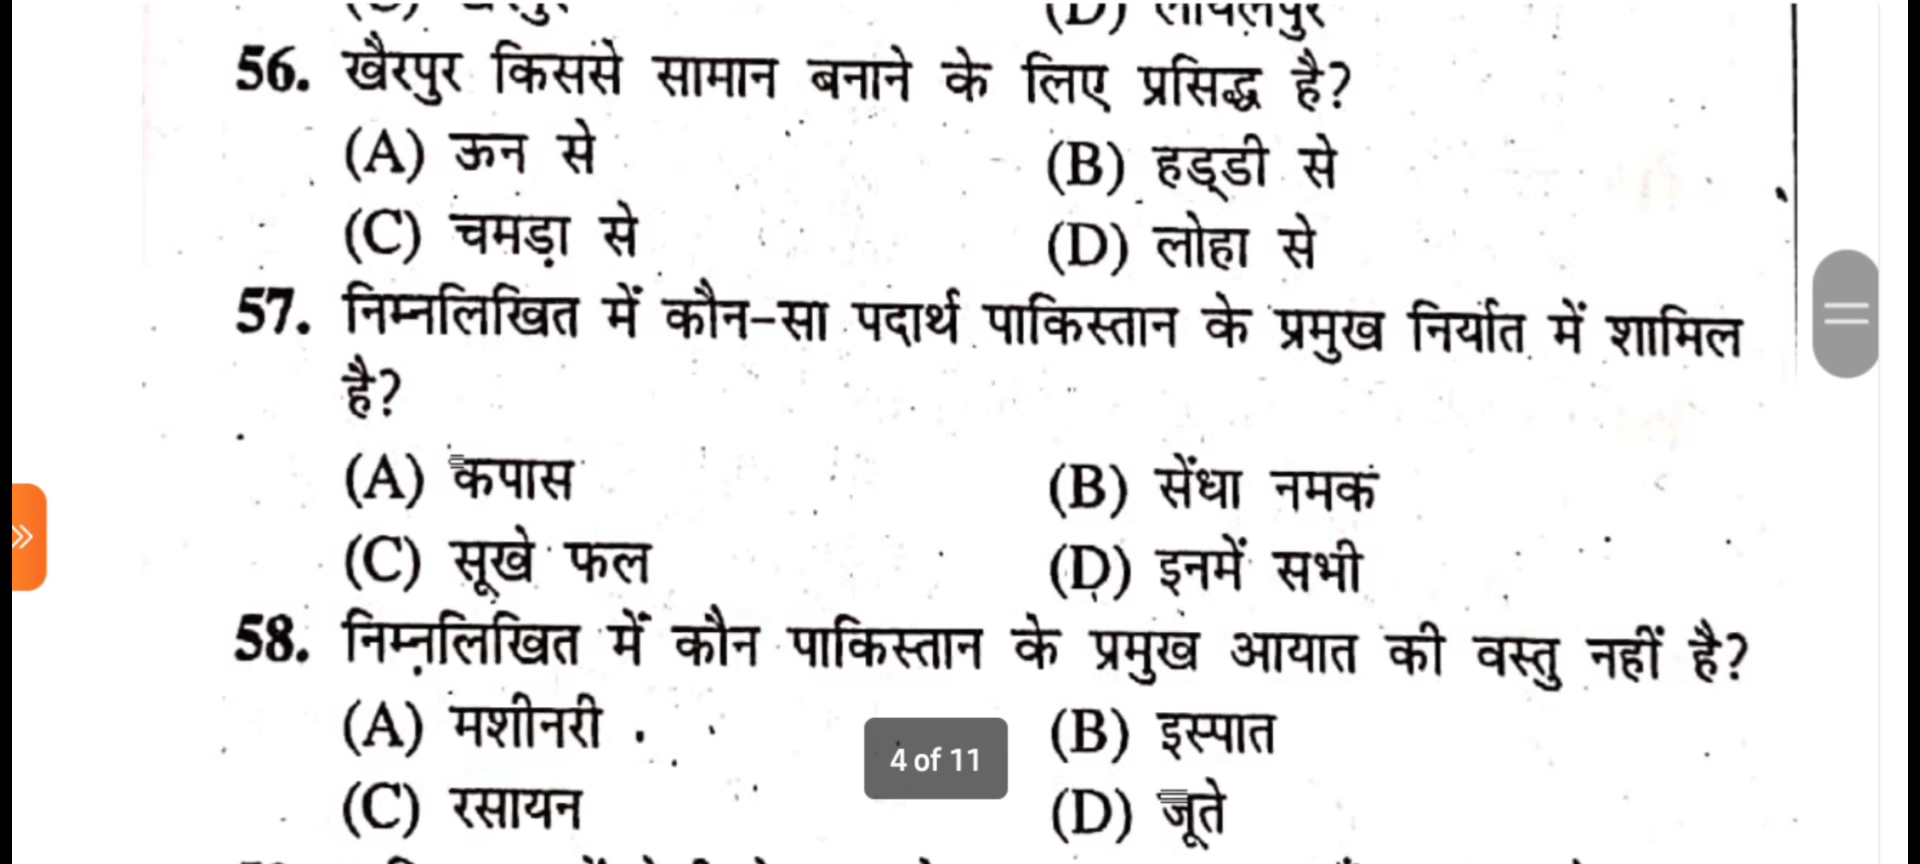 56. खैरपुर किससे सामान बनाने के लिए प्रसिद्ध है?
(A) ऊन से (B) हड्डी से
(C) चमड़ा से (D) लोहा से
57. निम्नलिखित में कौन-सा पदार्थ पाकिस्तान के प्रमुख निर्यात में शामिल
है?
(A) कपास (B) सेंधा नमक
(C) सूखे फल (D) इनमें सभी
58. निम्नलिखित में कौन पाकिस्तान के प्रमुख आयात की वस्तु नहीं है?
(A) मशीनरी (B) इस्पात
4 of 11
(C) रसायन (D) जूते